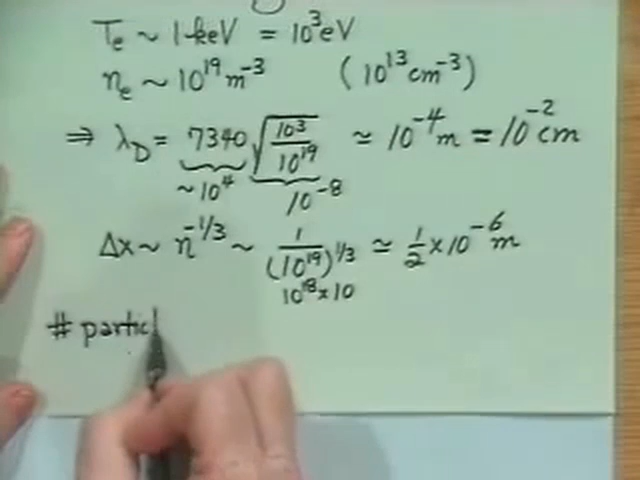 Te ~ 1 keV = 10³ eV
ne ~ 10¹⁹ m⁻³ (10¹³ cm⁻³)
⇒ λD = 7340 √(10³/10¹⁹) ≃ 10⁻⁴ m = 10⁻² cm
~10⁴ 10⁻⁸
Δx ~ n⁻¹/³ ~ 1/(10¹⁹)¹/³ ≃ 1/2 × 10⁻⁶ m
10¹⁸ × 10
# partic